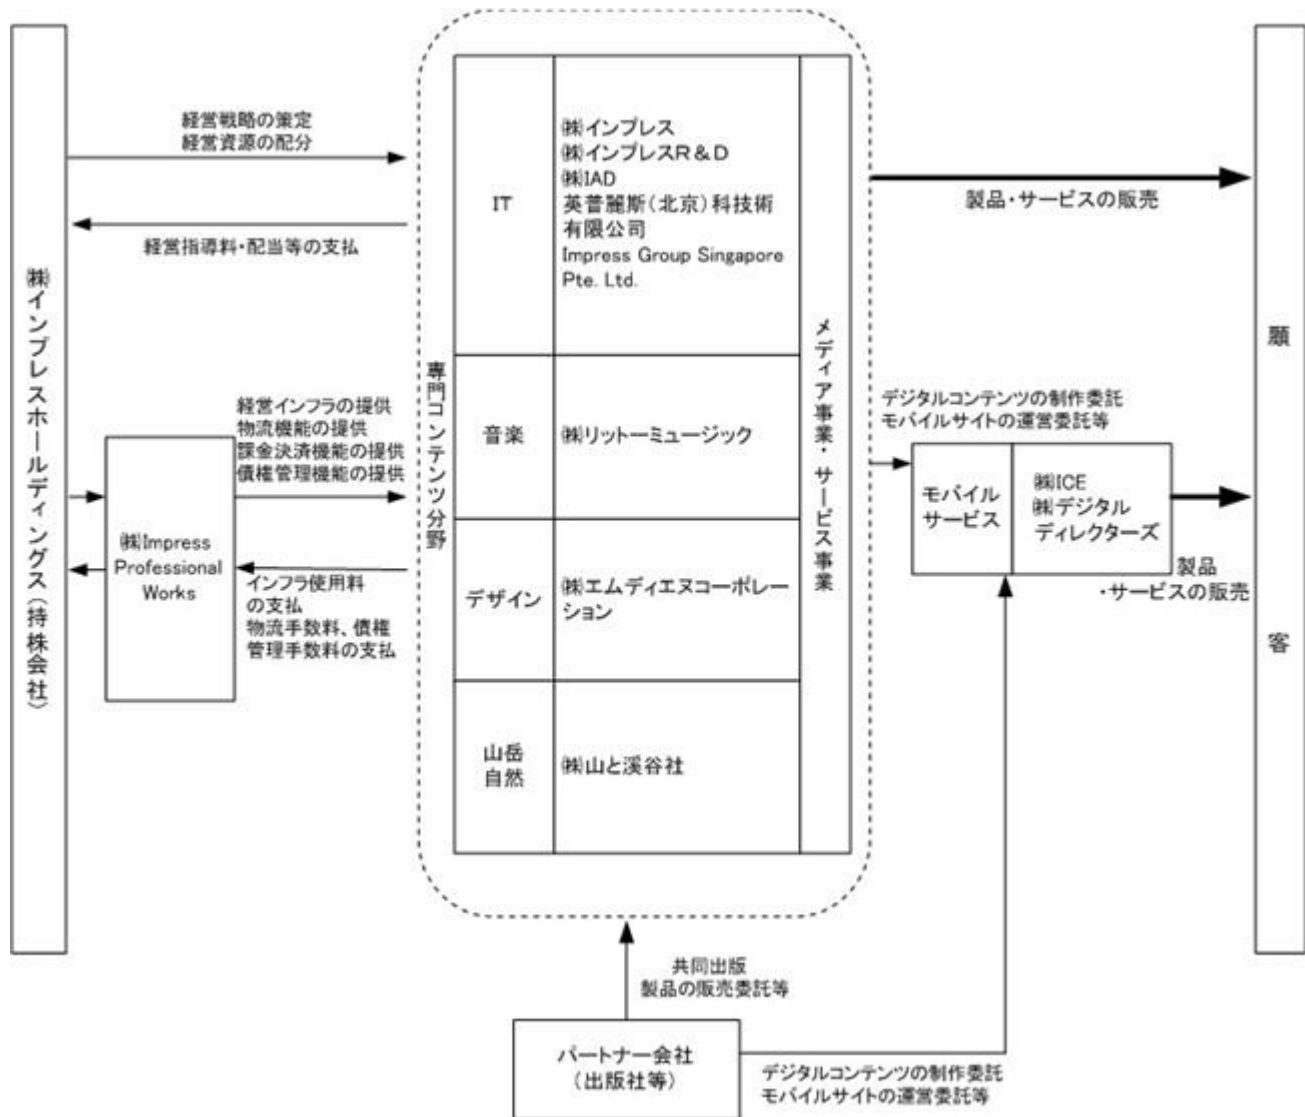 ㈱インプレスホールディングス(持株会社)
経営戦略の策定
経営資源の配分
経営指導料・配当等の支払
経営インフラの提供
物流機能の提供
課金決済機能の提供
債権管理機能の提供
㈱Impress
Professional
Works
インフラ使用料
の支払
物流手数料、債権
管理手数料の支払
専門コンテンツ分野
IT
㈱インプレス
㈱インプレスR&D
㈱IAD
英普麗斯(北京)科技術
有限公司
Impress Group Singapore
Pte. Ltd.
音楽
㈱リットーミュージック
デザイン
㈱エムディエヌコーポレー
ション
山岳
自然
㈱山と溪谷社
メディア事業・サービス事業
製品・サービスの販売
デジタルコンテンツの制作委託
モバイルサイトの運営委託等
モバイル
サービス
㈱ICE
㈱デジタル
ディレクターズ
製品
・サービスの販売
顧客
共同出版
製品の販売委託等
パートナー会社
(出版社等)
デジタルコンテンツの制作委託
モバイルサイトの運営委託等